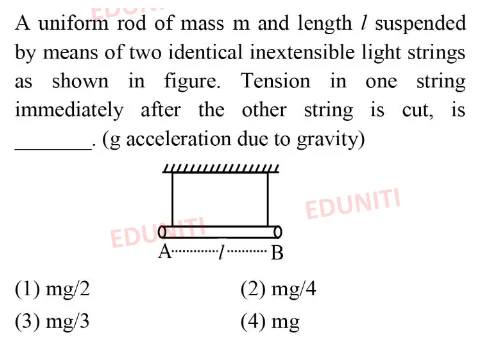 EDUNITI
A uniform rod of mass m and length l suspended
by means of two identical inextensible light strings
as shown in figure. Tension in one string
immediately after the other string is cut, is
_______. (g acceleration due to gravity)
EDUNITI
EDUNITI
A.............l........... B
(1) mg/2 (2) mg/4
(3) mg/3 (4) mg